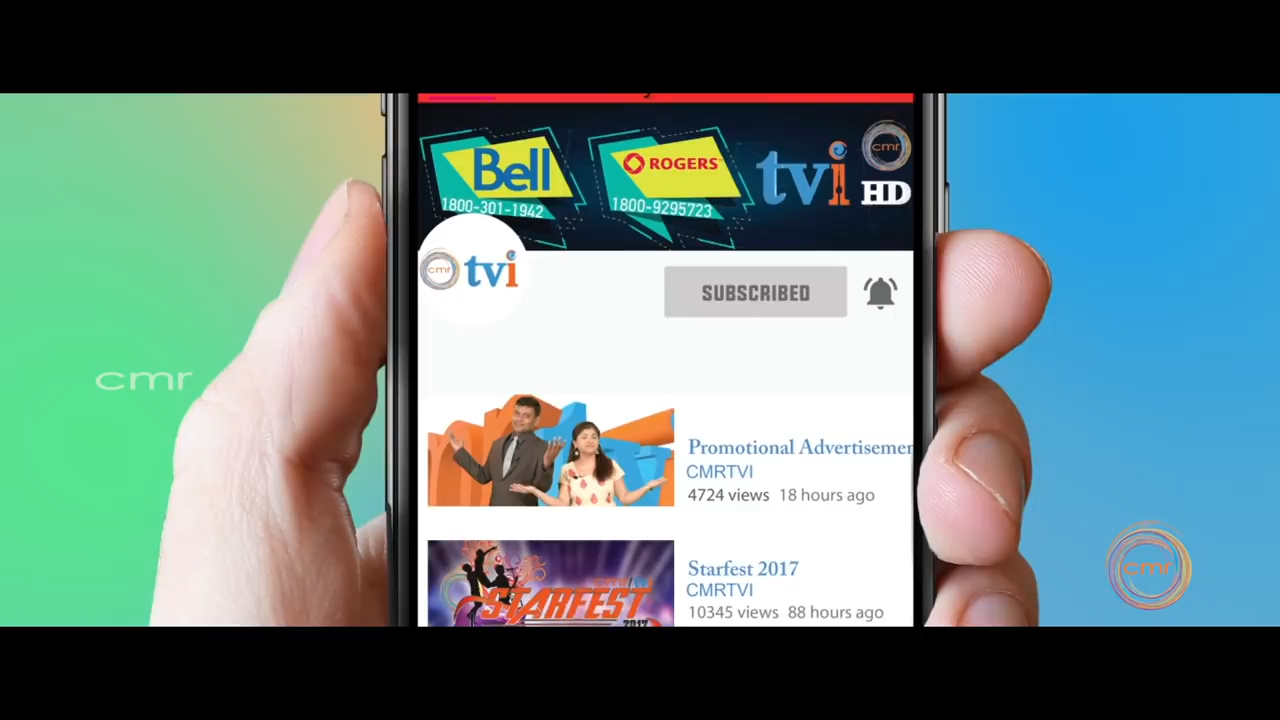 Bell
1800-301-1942
ROGERS™
1800-9295723
tvi
cmr
HD
cmr tvi
SUBSCRIBED
cmr
Promotional Advertisemen
CMRTVI
4724 views 18 hours ago
STARFEST
2017
Starfest 2017
CMRTVI
10345 views 88 hours ago
cmr